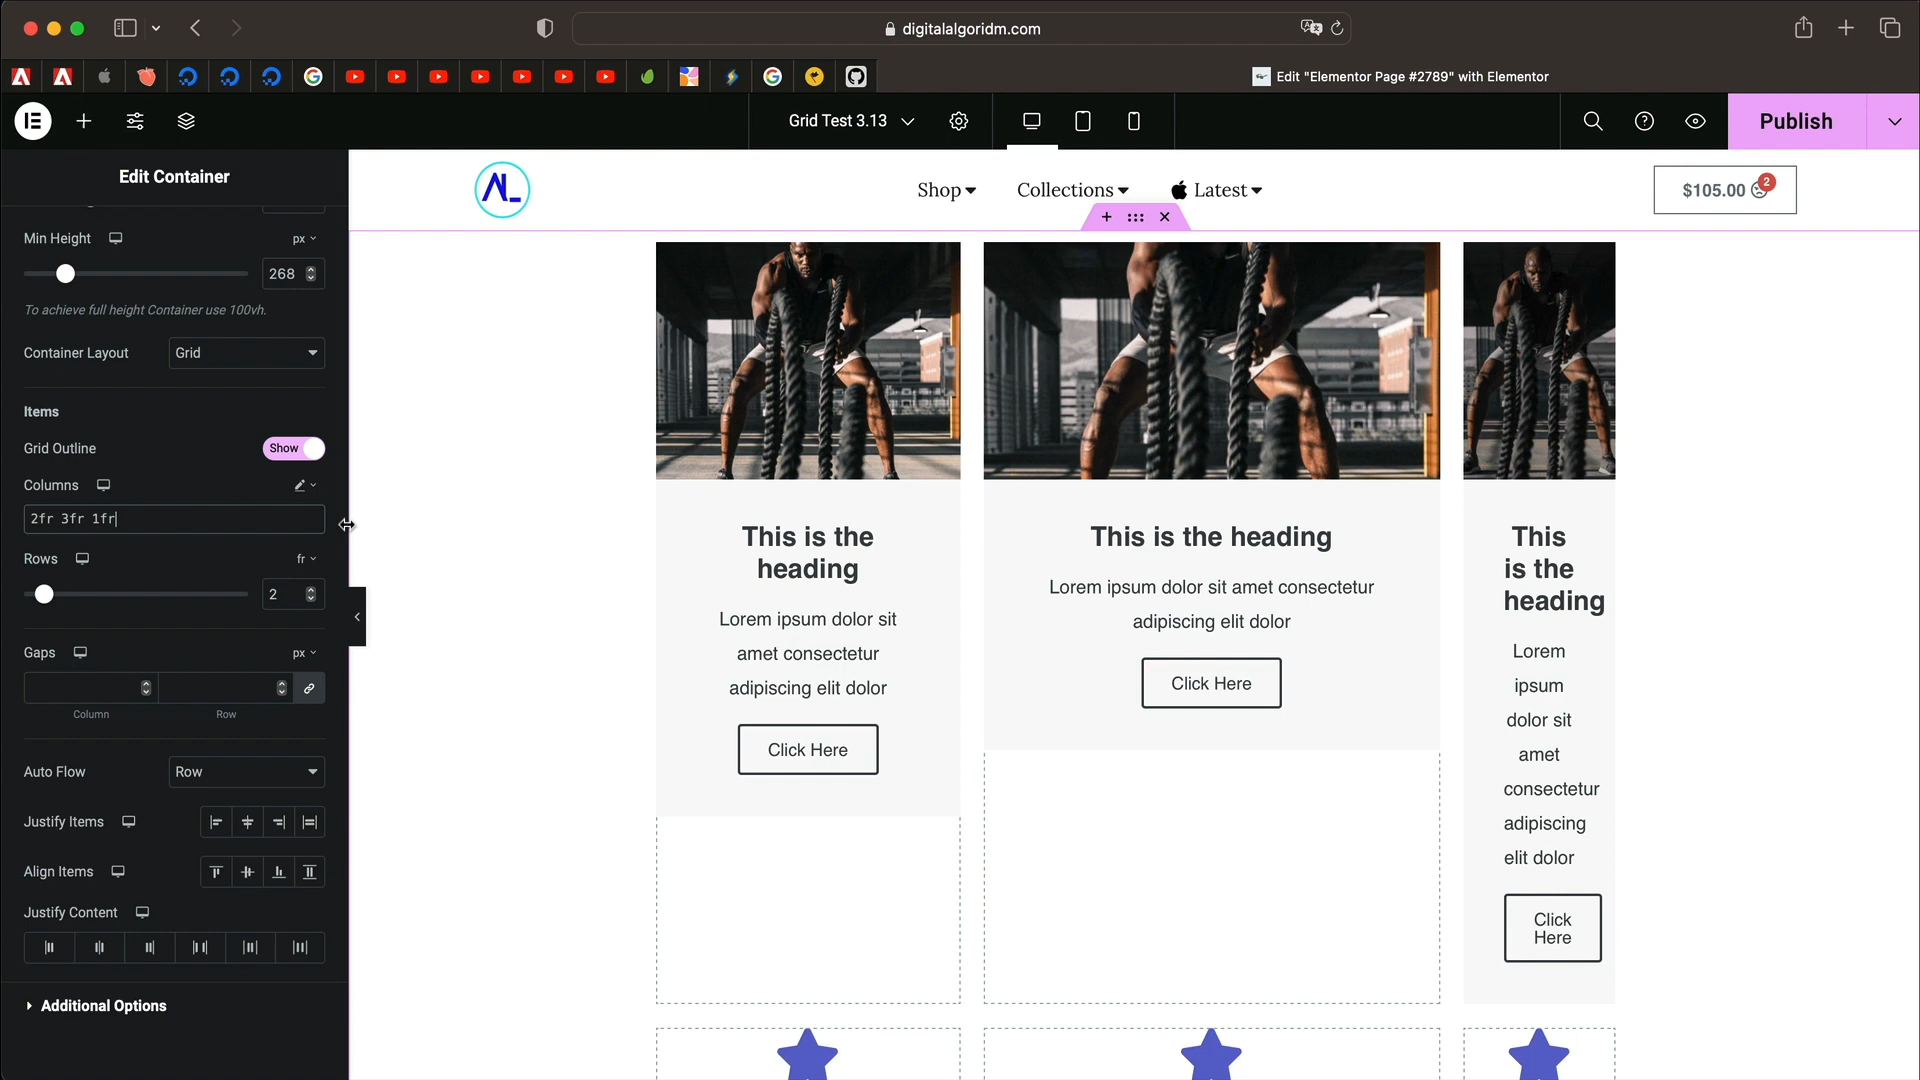 digitalalgoridm.com
Edit "Elementor Page #2789" with Elementor
Grid Test 3.13
Publish
Edit Container
Min Height
px
268
To achieve full height Container use 100vh.
Container Layout
Grid
Items
Grid Outline
Show
Columns
2fr 3fr 1fr
Rows
fr
2
Gaps
px
Column
Row
Auto Flow
Row
Justify Items
Align Items
Justify Content
Additional Options
AL_
Shop
Collections
Latest
$105.00
2
This is the
heading
Lorem ipsum dolor sit
amet consectetur
adipiscing elit dolor
Click Here
This is the heading
Lorem ipsum dolor sit amet consectetur
adipiscing elit dolor
Click Here
This
is the
heading
Lorem
ipsum
dolor sit
amet
consectetur
adipiscing
elit dolor
Click
Here